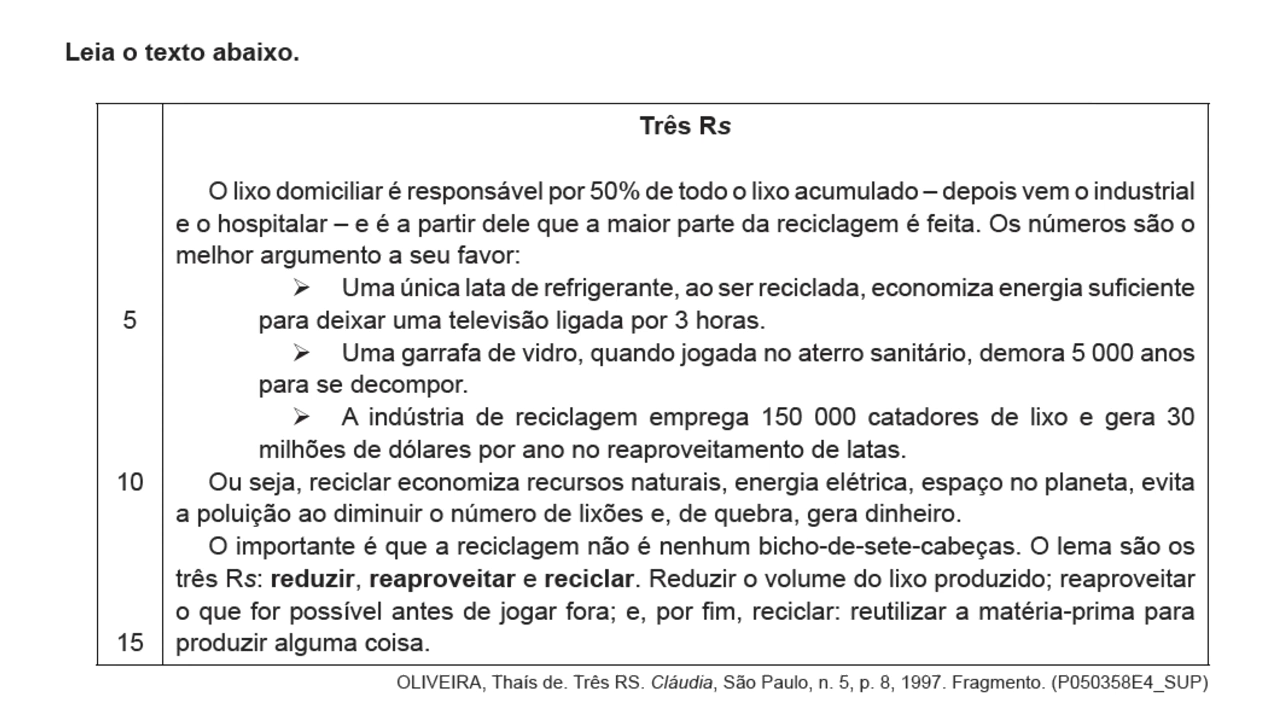 Leia o texto abaixo.
Três Rs
O lixo domiciliar é responsável por 50% de todo o lixo acumulado – depois vem o industrial
e o hospitalar – e é a partir dele que a maior parte da reciclagem é feita. Os números são o
melhor argumento a seu favor:
➢ Uma única lata de refrigerante, ao ser reciclada, economiza energia suficiente
5 para deixar uma televisão ligada por 3 horas.
➢ Uma garrafa de vidro, quando jogada no aterro sanitário, demora 5 000 anos
para se decompor.
➢ A indústria de reciclagem emprega 150 000 catadores de lixo e gera 30
milhões de dólares por ano no reaproveitamento de latas.
10 Ou seja, reciclar economiza recursos naturais, energia elétrica, espaço no planeta, evita
a poluição ao diminuir o número de lixões e, de quebra, gera dinheiro.
O importante é que a reciclagem não é nenhum bicho-de-sete-cabeças. O lema são os
três Rs: reduzir, reaproveitar e reciclar. Reduzir o volume do lixo produzido; reaproveitar
o que for possível antes de jogar fora; e, por fim, reciclar: reutilizar a matéria-prima para
15 produzir alguma coisa.
OLIVEIRA, Thaís de. Três RS. Cláudia, São Paulo, n. 5, p. 8, 1997. Fragmento. (P050358E4_SUP)